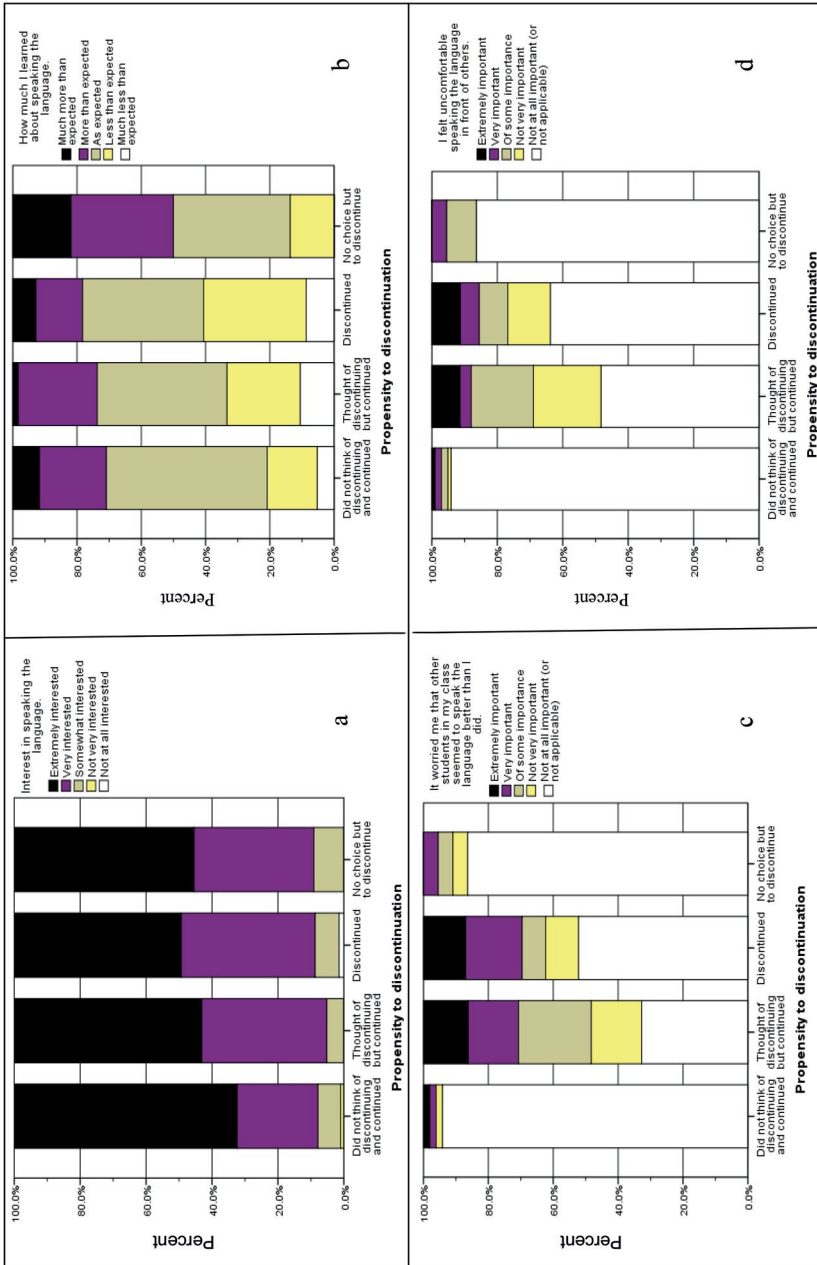 Interest in speaking the
language.
Extremely interested
Very interested
Somewhat interested
Not very interested
Not at all interested
a
100.0%
80.0%
60.0%
40.0%
20.0%
0.0%
Percent
Did not think of
discontinuing
and continued
Thought of
discontinuing
but continued
Discontinued
No choice but
to discontinue
Propensity to discontinuation
How much I learned
about speaking the
language.
Much more than
expected
More than expected
As expected
Less than expected
Much less than
expected
b
100.0%
80.0%
60.0%
40.0%
20.0%
0.0%
Percent
Did not think of
discontinuing
and continued
Thought of
discontinuing
but continued
Discontinued
No choice but
to discontinue
Propensity to discontinuation
It worried me that other
students in my class
seemed to speak the
language better than I
did.
Extremely important
Very important
Of some importance
Not very important
Not at all important (or
not applicable)
c
100.0%
80.0%
60.0%
40.0%
20.0%
0.0%
Percent
Did not think of
discontinuing
and continued
Thought of
discontinuing
but continued
Discontinued
No choice but
to discontinue
Propensity to discontinuation
I felt uncomfortable
speaking the language
in front of others.
Extremely important
Very important
Of some importance
Not very important
Not at all important (or
not applicable)
d
100.0%
80.0%
60.0%
40.0%
20.0%
0.0%
Percent
Did not think of
discontinuing
and continued
Thought of
discontinuing
but continued
Discontinued
No choice but
to discontinue
Propensity to discontinuation